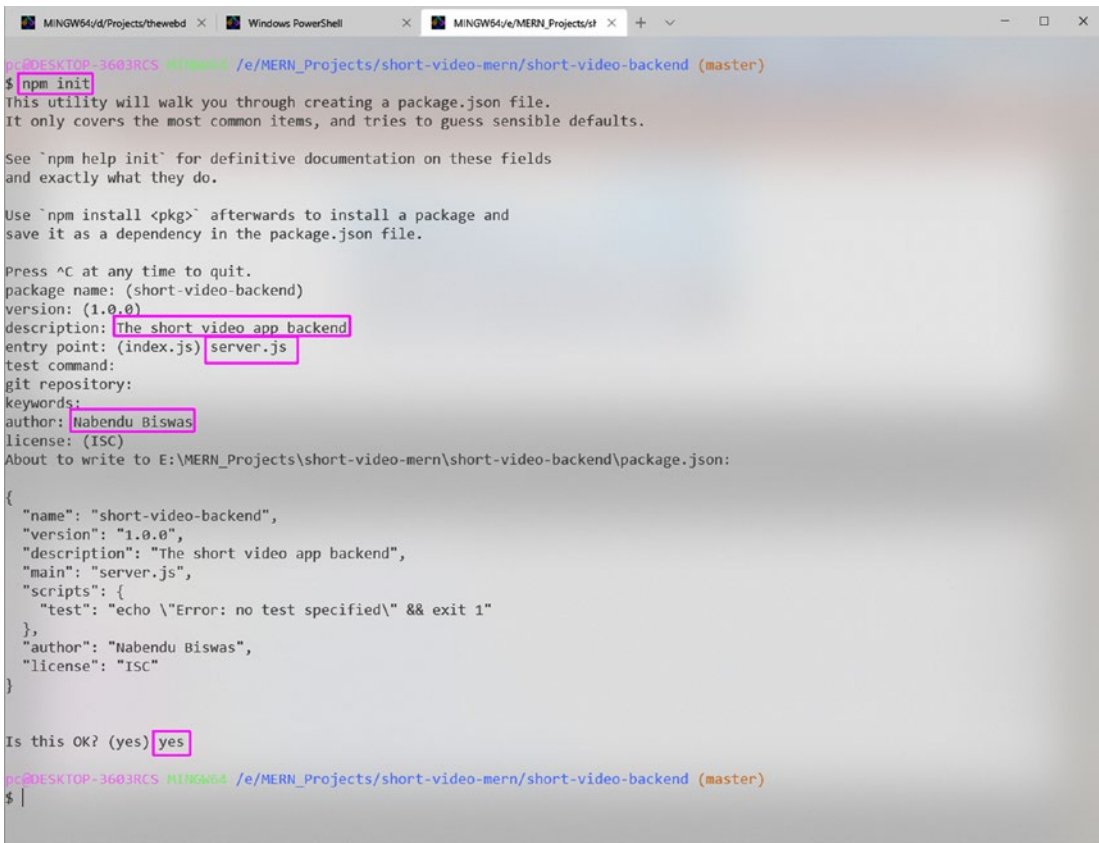 MINGW64:/d/Projects/thewebd
Windows PowerShell
MINGW64:/e/MERN_Projects/sh
pc@DESKTOP-3603RCS MINGW64 /e/MERN_Projects/short-video-mern/short-video-backend (master)
$ npm init
This utility will walk you through creating a package.json file.
It only covers the most common items, and tries to guess sensible defaults.
See `npm help init` for definitive documentation on these fields
and exactly what they do.
Use `npm install <pkg>` afterwards to install a package and
save it as a dependency in the package.json file.
Press ^C at any time to quit.
package name: (short-video-backend)
version: (1.0.0)
description: The short video app backend
entry point: (index.js) server.js
test command:
git repository:
keywords:
author: Nabendu Biswas
license: (ISC)
About to write to E:\MERN_Projects\short-video-mern\short-video-backend\package.json:
{
  "name": "short-video-backend",
  "version": "1.0.0",
  "description": "The short video app backend",
  "main": "server.js",
  "scripts": {
    "test": "echo \"Error: no test specified\" && exit 1"
  },
  "author": "Nabendu Biswas",
  "license": "ISC"
}
Is this OK? (yes) yes
pc@DESKTOP-3603RCS MINGW64 /e/MERN_Projects/short-video-mern/short-video-backend (master)
$